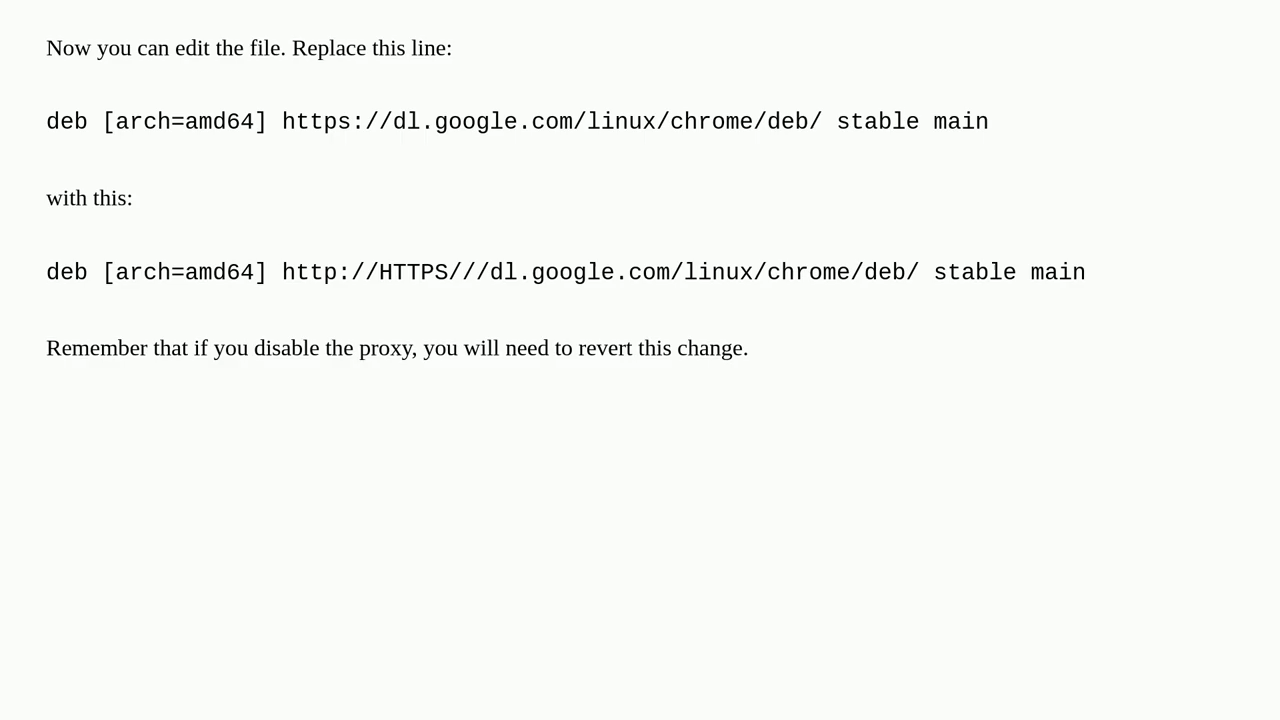 Now you can edit the file. Replace this line:
deb [arch=amd64] https://dl.google.com/linux/chrome/deb/ stable main
with this:
deb [arch=amd64] http://HTTPS///dl.google.com/linux/chrome/deb/ stable main
Remember that if you disable the proxy, you will need to revert this change.